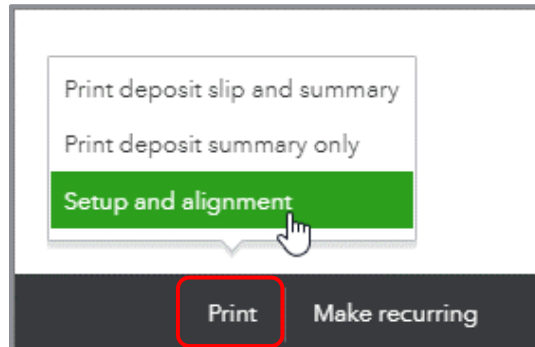 Print deposit slip and summary
Print deposit summary only
Setup and alignment
Print
Make recurring